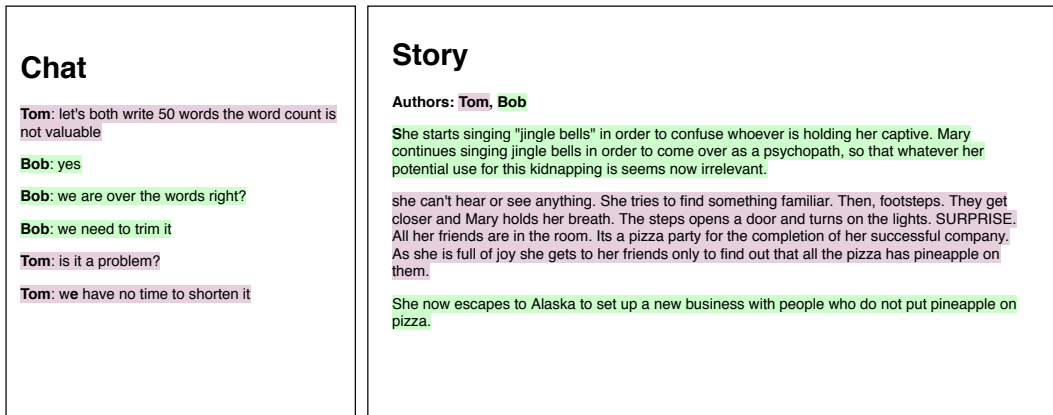 Chat
Tom: let's both write 50 words the word count is
not valuable
Bob: yes
Bob: we are over the words right?
Bob: we need to trim it
Tom: is it a problem?
Tom: we have no time to shorten it
Story
Authors: Tom, Bob
She starts singing "jingle bells" in order to confuse whoever is holding her captive. Mary
continues singing jingle bells in order to come over as a psychopath, so that whatever her
potential use for this kidnapping is seems now irrelevant.
she can't hear or see anything. She tries to find something familiar. Then, footsteps. They get
closer and Mary holds her breath. The steps opens a door and turns on the lights. SURPRISE.
All her friends are in the room. Its a pizza party for the completion of her successful company.
As she is full of joy she gets to her friends only to find out that all the pizza has pineapple on
them.
She now escapes to Alaska to set up a new business with people who do not put pineapple on
pizza.